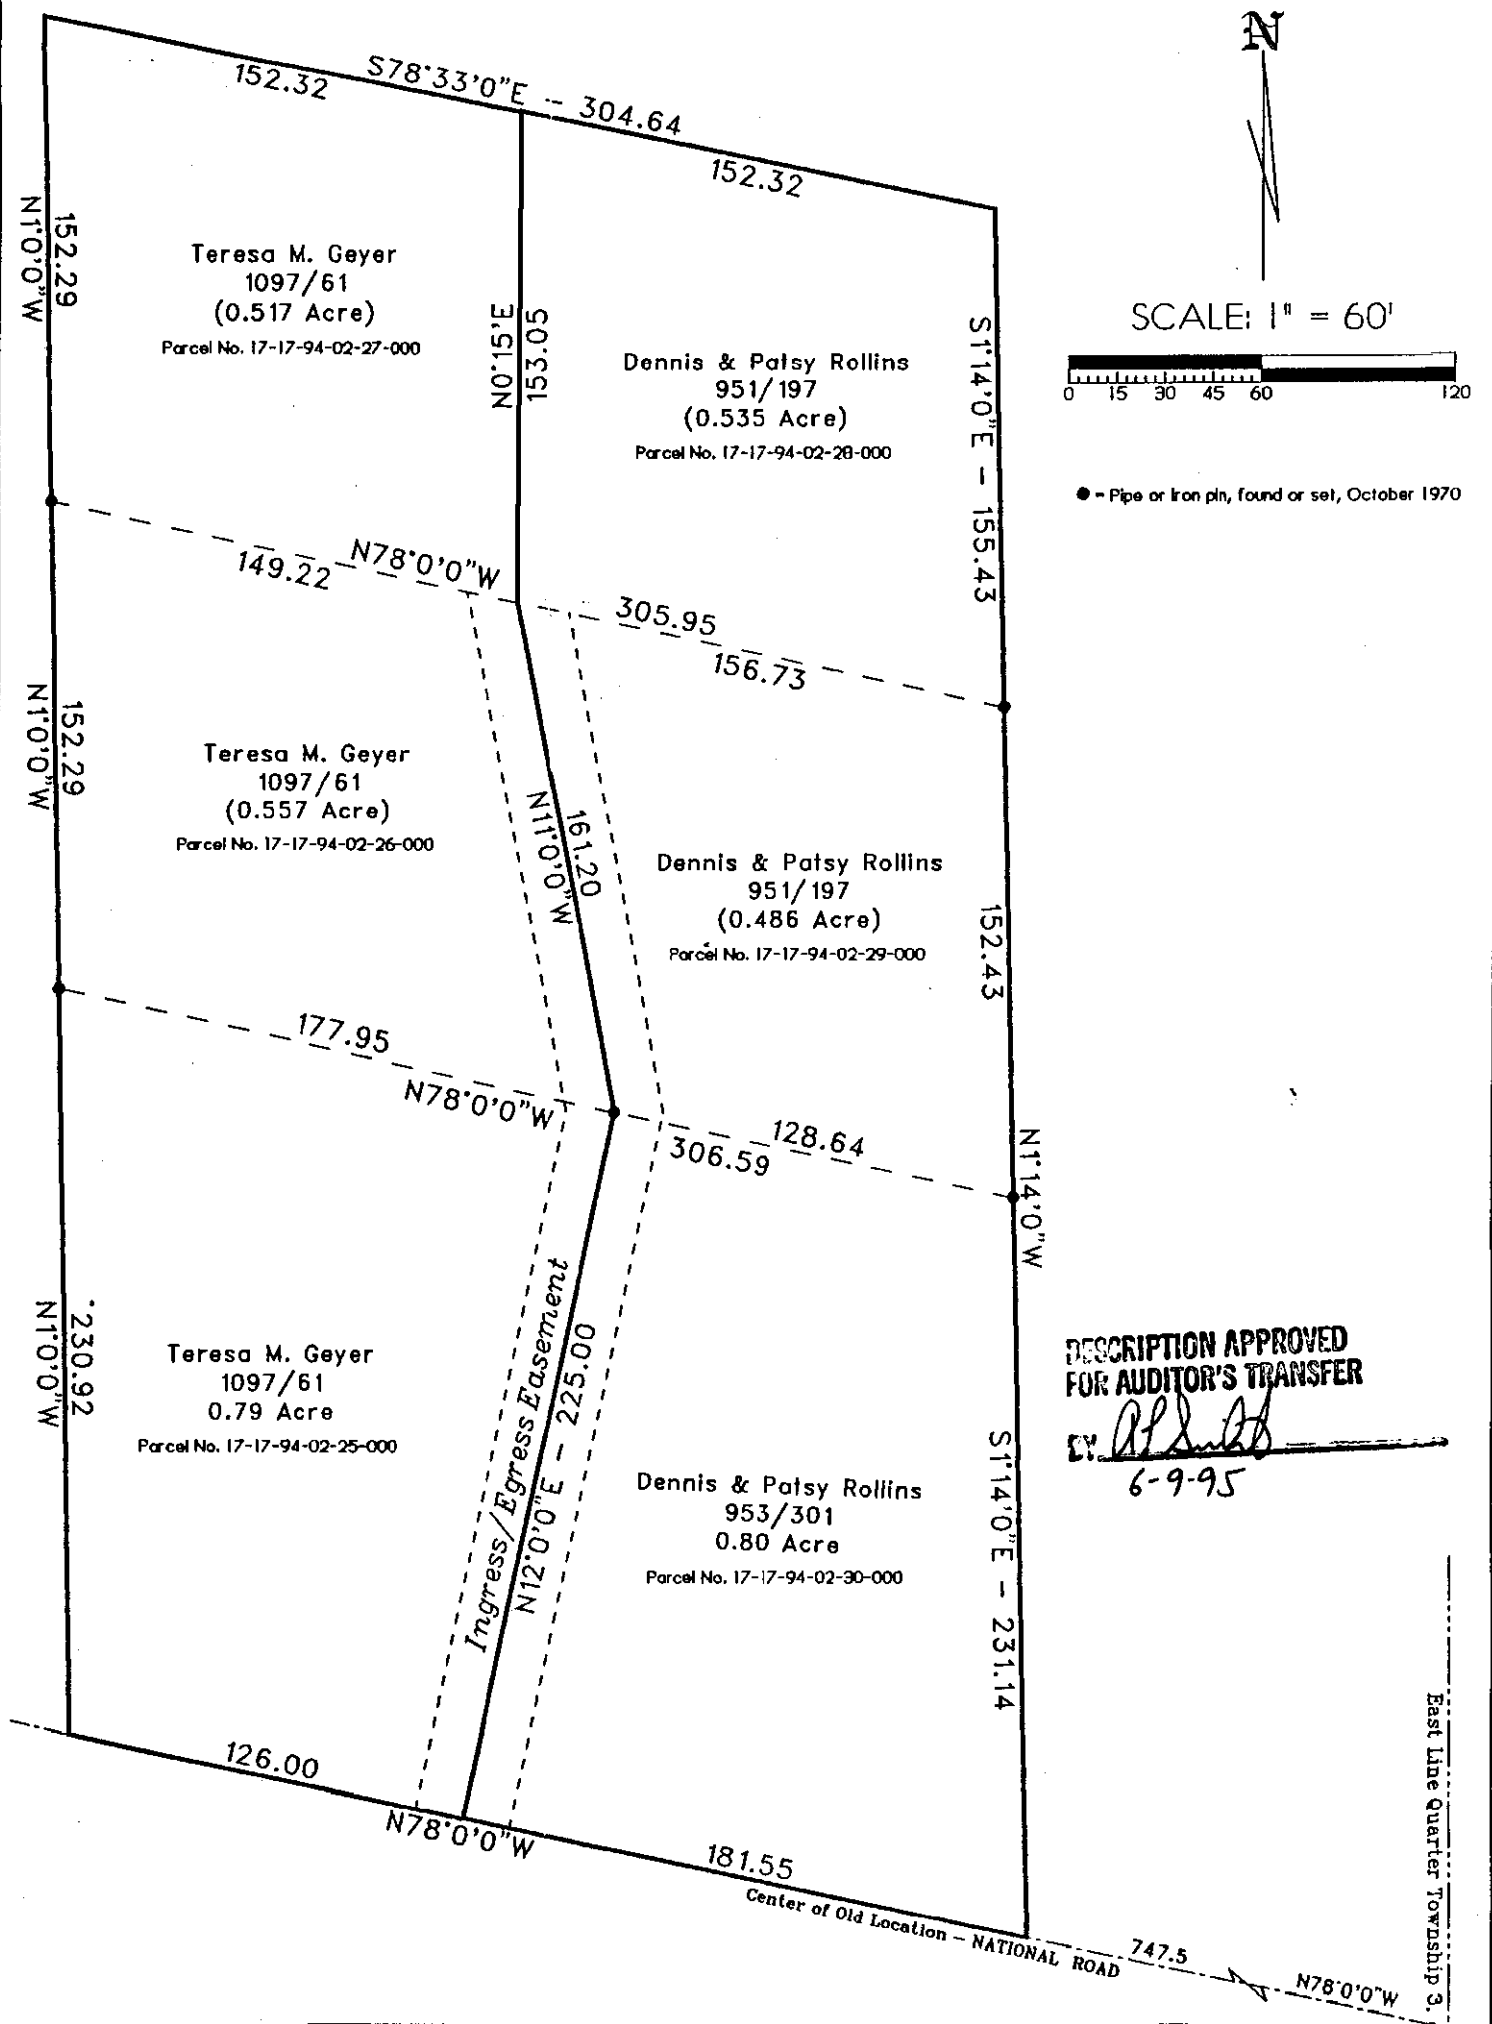 N
S78°33'0"E -- 304.64
152.32
152.32
SCALE: 1" = 60'
0 15 30 45 60 120
● - Pipe or iron pin, found or set, October 1970
152.29
N1°0'0"W
Teresa M. Geyer
1097/61
(0.517 Acre)
Parcel No. 17-17-94-02-27-000
153.05
N0°15'E
Dennis & Patsy Rollins
951/197
(0.535 Acre)
Parcel No. 17-17-94-02-28-000
S1°14'0"E - 155.43
N78°0'0"W
149.22
305.95
156.73
152.29
N1°0'0"W
Teresa M. Geyer
1097/61
(0.557 Acre)
Parcel No. 17-17-94-02-26-000
161.20
N11°0'0"W
Dennis & Patsy Rollins
951/197
(0.486 Acre)
Parcel No. 17-17-94-02-29-000
152.43
177.95
N78°0'0"W
128.64
306.59
N1°14'0"W
230.92
N1°0'0"W
Teresa M. Geyer
1097/61
0.79 Acre
Parcel No. 17-17-94-02-25-000
Ingress/Egress Easement
N12°0'0"E - 225.00
Dennis & Patsy Rollins
953/301
0.80 Acre
Parcel No. 17-17-94-02-30-000
S1°14'0"E - 231.14
DESCRIPTION APPROVED
FOR AUDITOR'S TRANSFER
BY
6-9-95
126.00
N78°0'0"W
181.55
Center of Old Location - NATIONAL ROAD
747.5
N78°0'0"W
East Line Quarter Township 3.